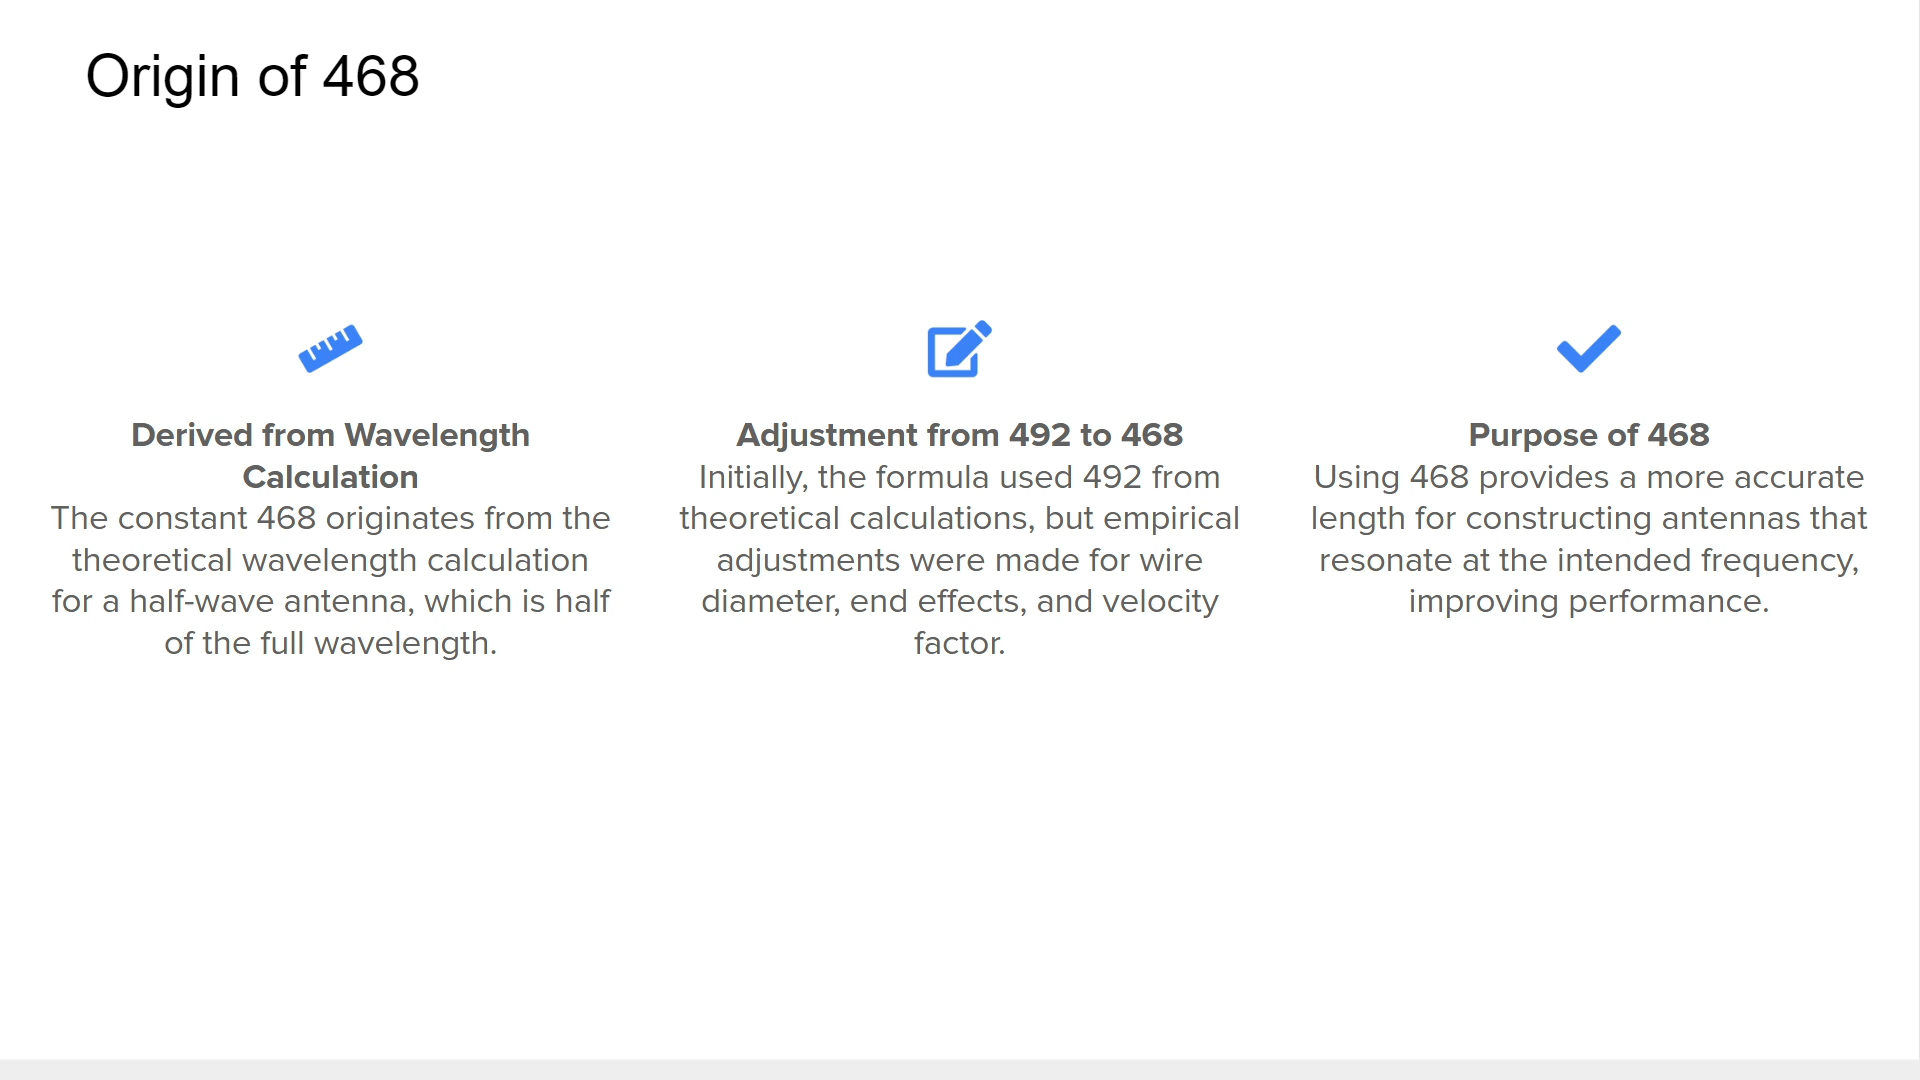 Origin of 468
Derived from Wavelength
Calculation
The constant 468 originates from the
theoretical wavelength calculation
for a half-wave antenna, which is half
of the full wavelength.
Adjustment from 492 to 468
Initially, the formula used 492 from
theoretical calculations, but empirical
adjustments were made for wire
diameter, end effects, and velocity
factor.
Purpose of 468
Using 468 provides a more accurate
length for constructing antennas that
resonate at the intended frequency,
improving performance.